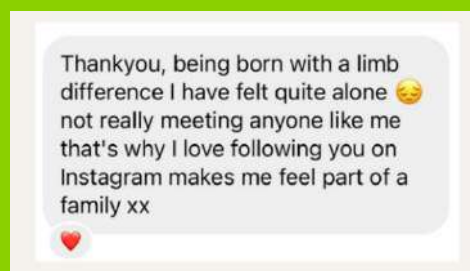 Thankyou, being born with a limb
difference I have felt quite alone 😔
not really meeting anyone like me
that's why I love following you on
Instagram makes me feel part of a
family xx